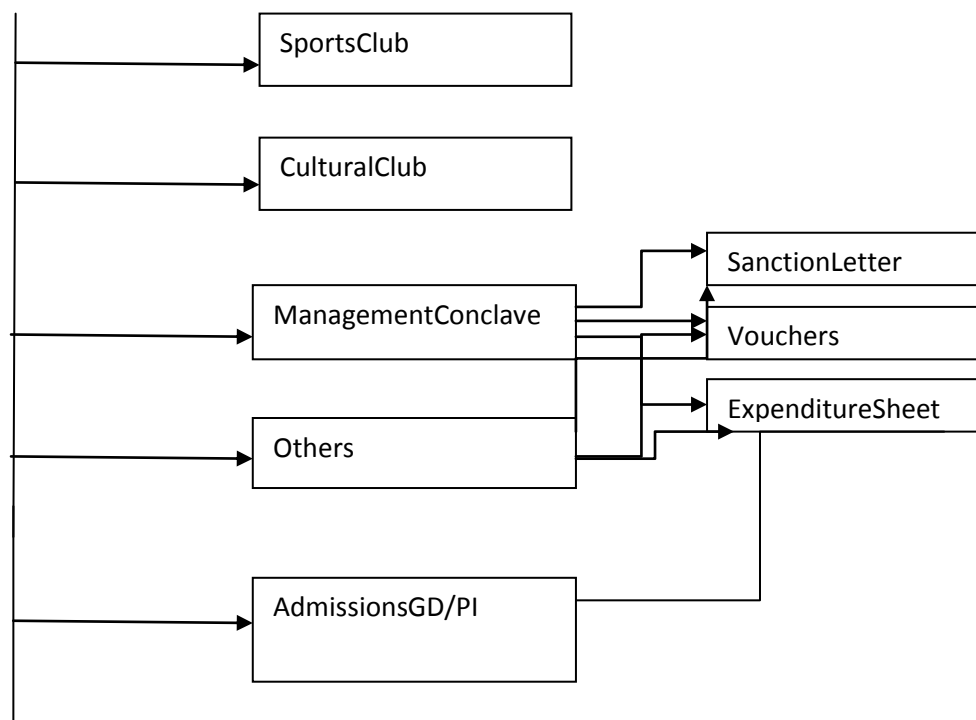 SportsClub
CulturalClub
SanctionLetter
ManagementConclave
Vouchers
ExpenditureSheet
Others
AdmissionsGD/PI